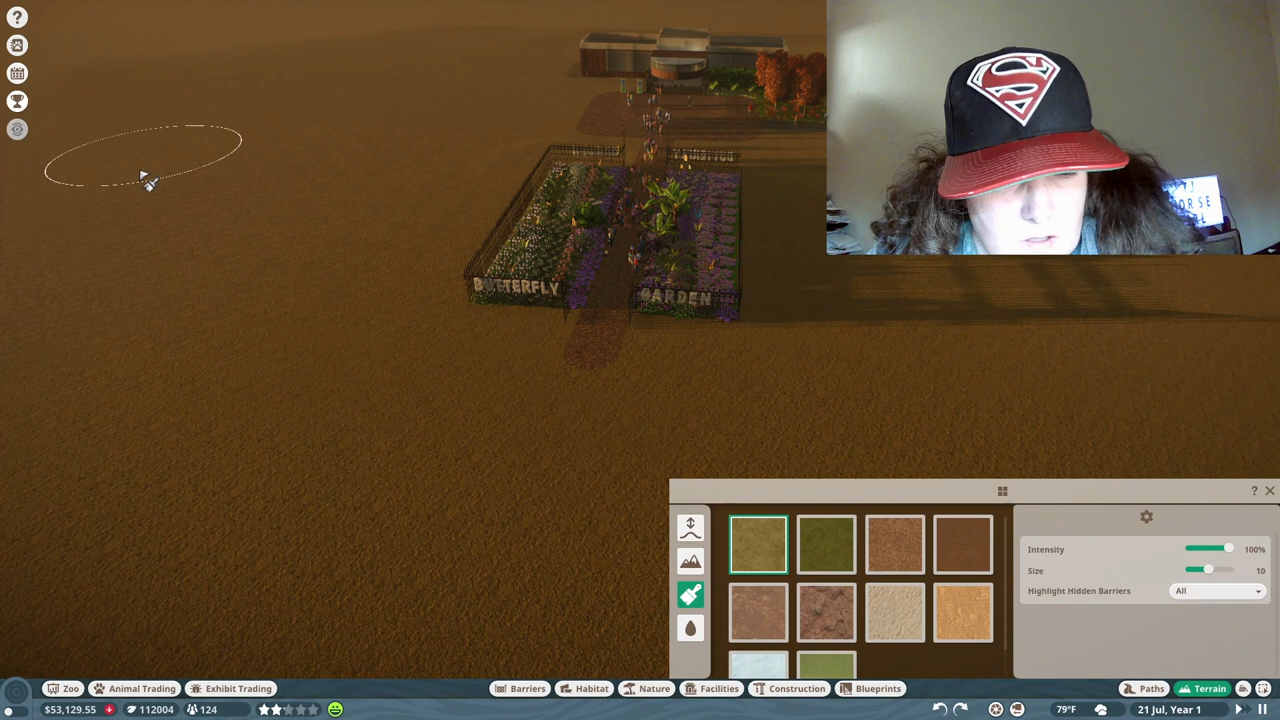 BUTTERFLY GARDEN
S
?
Intensity 100%
Size 10
Highlight Hidden Barriers All
Zoo Animal Trading Exhibit Trading Barriers Habitat Nature Facilities Construction Blueprints Paths Terrain
$53,129.55 112004 124 79°F 21 Jul, Year 1